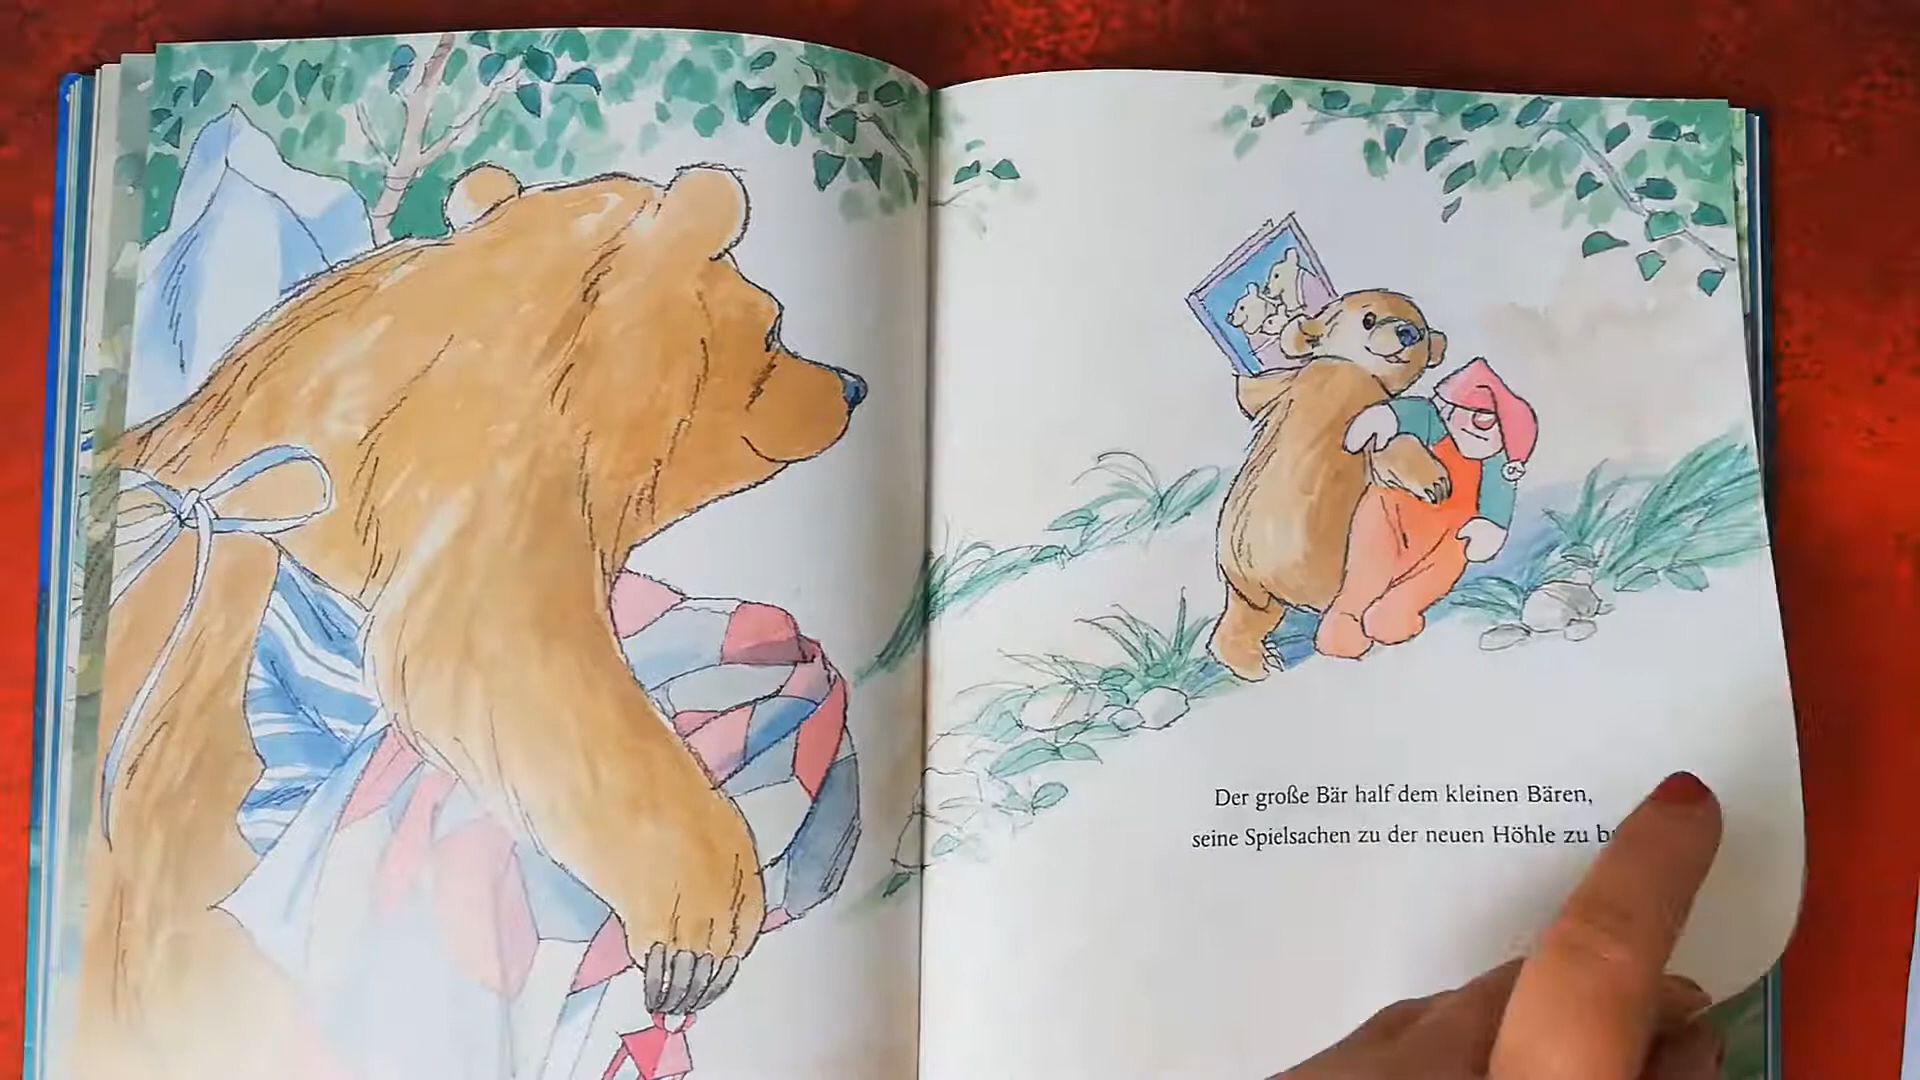 Der große Bär half dem kleinen Bären,
seine Spielsachen zu der neuen Höhle zu